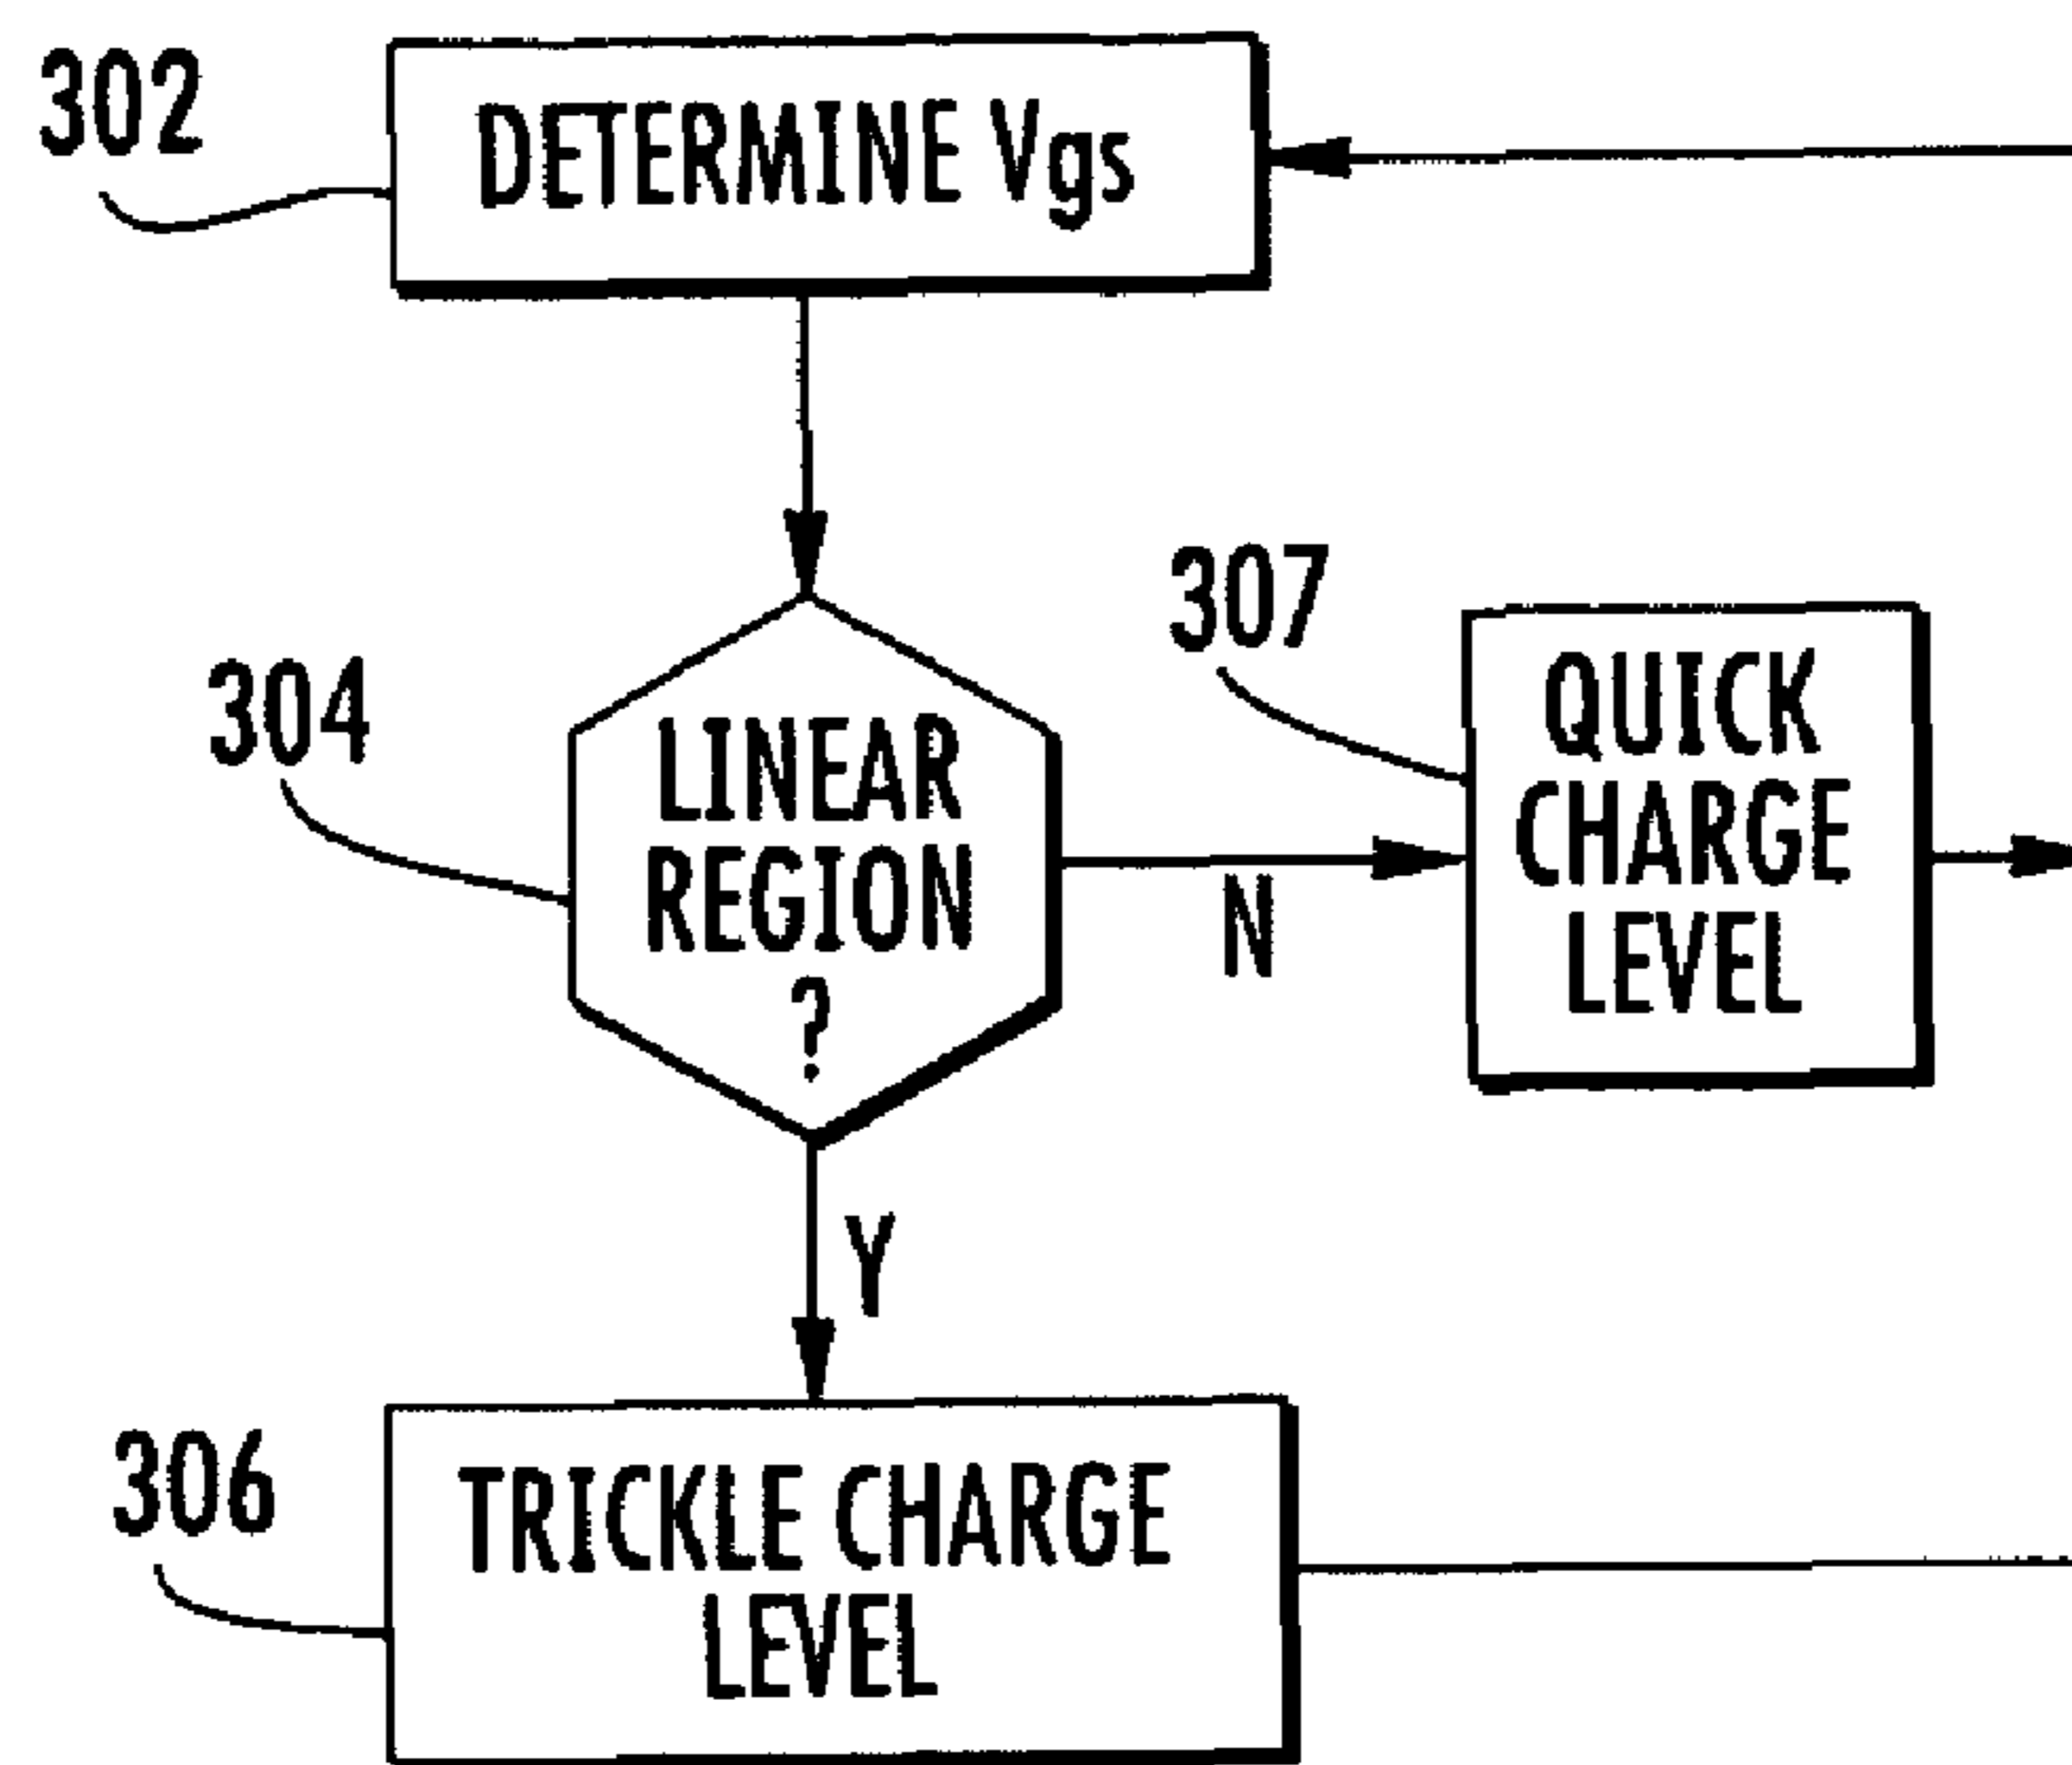 302
DETERMINE Vgs
307
304
LINEAR
REGION
?
N
QUICK
CHARGE
LEVEL
Y
306
TRICKLE CHARGE
LEVEL